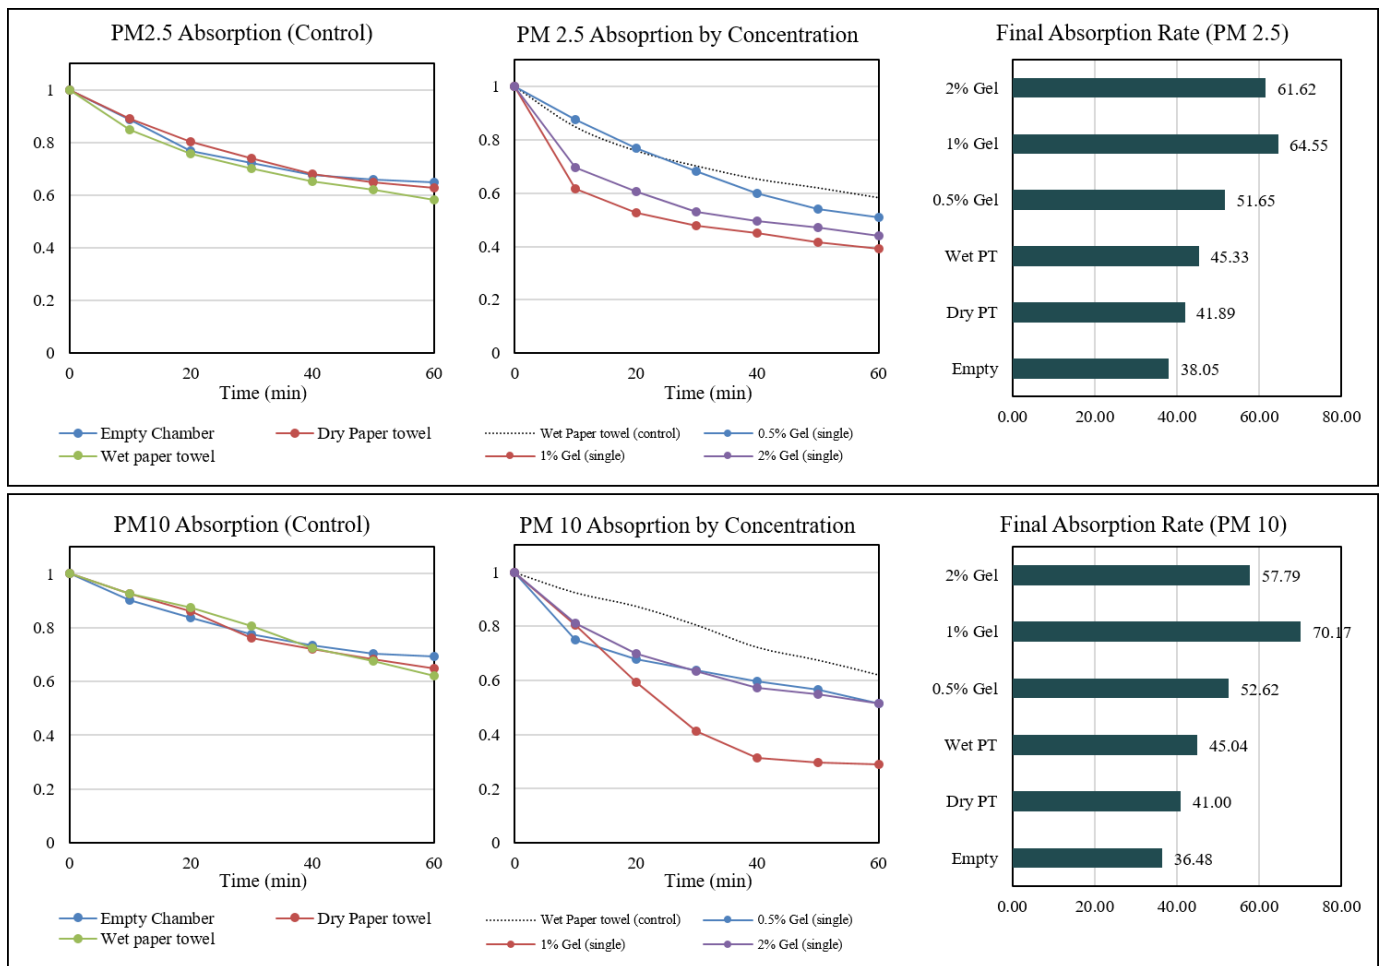 PM2.5 Absorption (Control)
1
0.8
0.6
0.4
0.2
0
0 20 40 60
Time (min)
Empty Chamber Dry Paper towel
Wet paper towel
PM 2.5 Absoprtion by Concentration
1
0.8
0.6
0.4
0.2
0
0 20 40 60
Time (min)
Wet Paper towel (control) 0.5% Gel (single)
1% Gel (single) 2% Gel (single)
Final Absorption Rate (PM 2.5)
2% Gel 61.62
1% Gel 64.55
0.5% Gel 51.65
Wet PT 45.33
Dry PT 41.89
Empty 38.05
0.00 20.00 40.00 60.00 80.00
PM10 Absorption (Control)
1
0.8
0.6
0.4
0.2
0
0 20 40 60
Time (min)
Empty Chamber Dry Paper towel
Wet paper towel
PM 10 Absoprtion by Concentration
1
0.8
0.6
0.4
0.2
0
0 20 40 60
Time (min)
Wet Paper towel (control) 0.5% Gel (single)
1% Gel (single) 2% Gel (single)
Final Absorption Rate (PM 10)
2% Gel 57.79
1% Gel 70.17
0.5% Gel 52.62
Wet PT 45.04
Dry PT 41.00
Empty 36.48
0.00 20.00 40.00 60.00 80.00